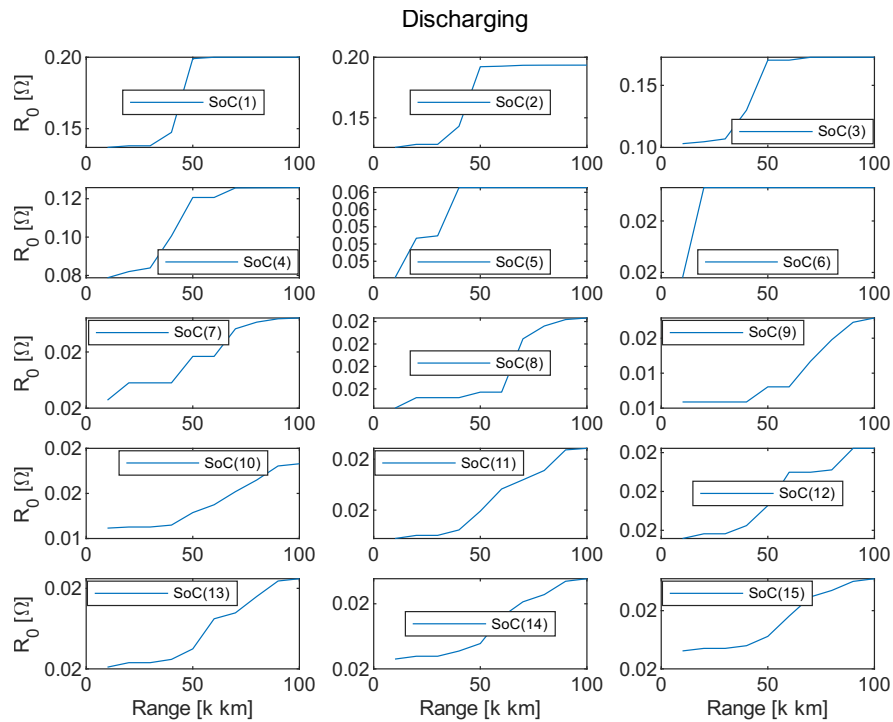 Discharging
R0 [Ω]
0.20
0.15
0 50 100
SoC(1)
0.20
0.15
0 50 100
SoC(2)
0.15
0.10
0 50 100
SoC(3)
R0 [Ω]
0.12
0.10
0.08
0 50 100
SoC(4)
0.06
0.06
0.05
0.05
0.05
0 50 100
SoC(5)
0.02
0.02
0 50 100
SoC(6)
R0 [Ω]
0.02
0.02
0 50 100
SoC(7)
0.02
0.02
0.02
0 50 100
SoC(8)
0.02
0.01
0.01
0 50 100
SoC(9)
R0 [Ω]
0.02
0.02
0.01
0 50 100
SoC(10)
0.02
0.02
0 50 100
SoC(11)
0.02
0.02
0.02
0 50 100
SoC(12)
R0 [Ω]
0.02
0.02
0 50 100
SoC(13)
Range [k km]
0.02
0.02
0 50 100
SoC(14)
Range [k km]
0.02
0.02
0 50 100
SoC(15)
Range [k km]